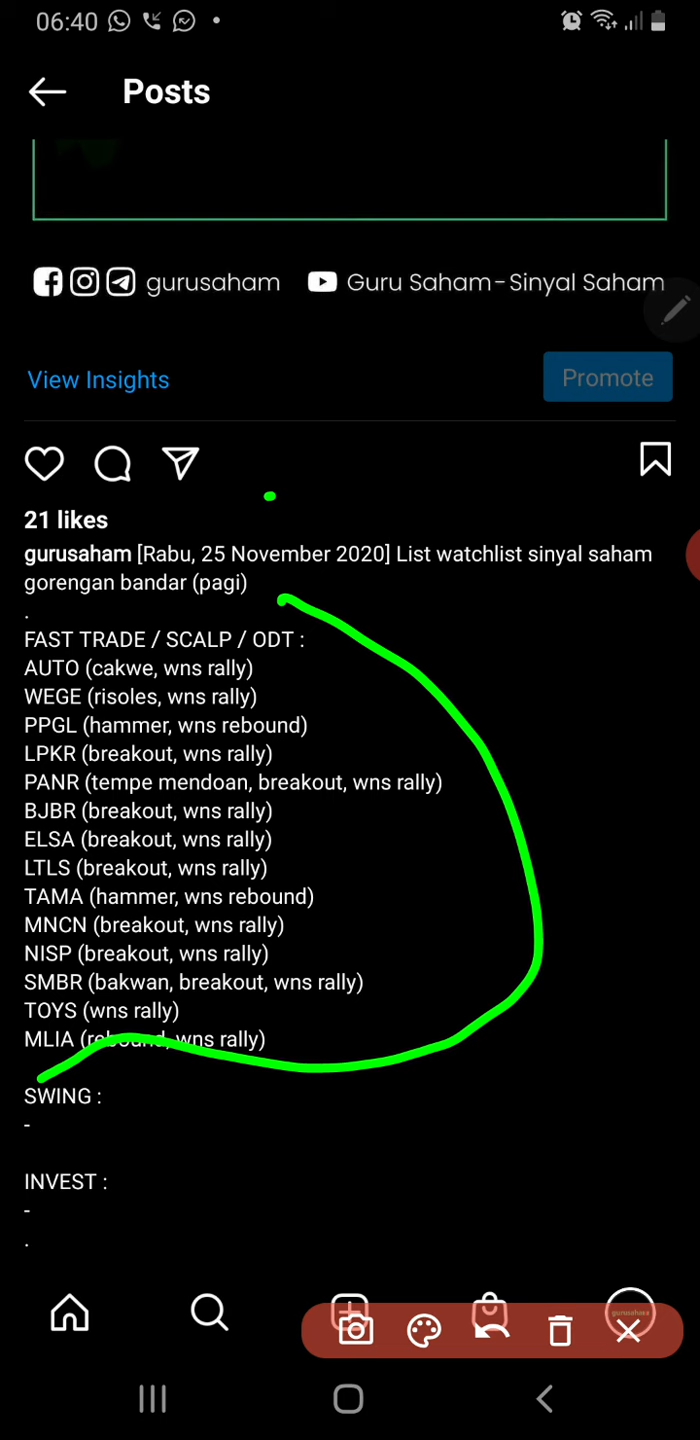 06:40
Posts
gurusaham Guru Saham-Sinyal Saham
View Insights Promote
21 likes
gurusaham [Rabu, 25 November 2020] List watchlist sinyal saham
gorengan bandar (pagi)
.
FAST TRADE / SCALP / ODT :
AUTO (cakwe, wns rally)
WEGE (risoles, wns rally)
PPGL (hammer, wns rebound)
LPKR (breakout, wns rally)
PANR (tempe mendoan, breakout, wns rally)
BJBR (breakout, wns rally)
ELSA (breakout, wns rally)
LTLS (breakout, wns rally)
TAMA (hammer, wns rebound)
MNCN (breakout, wns rally)
NISP (breakout, wns rally)
SMBR (bakwan, breakout, wns rally)
TOYS (wns rally)
MLIA (rebound, wns rally)
SWING :
-
INVEST :
-
.
gurusaham